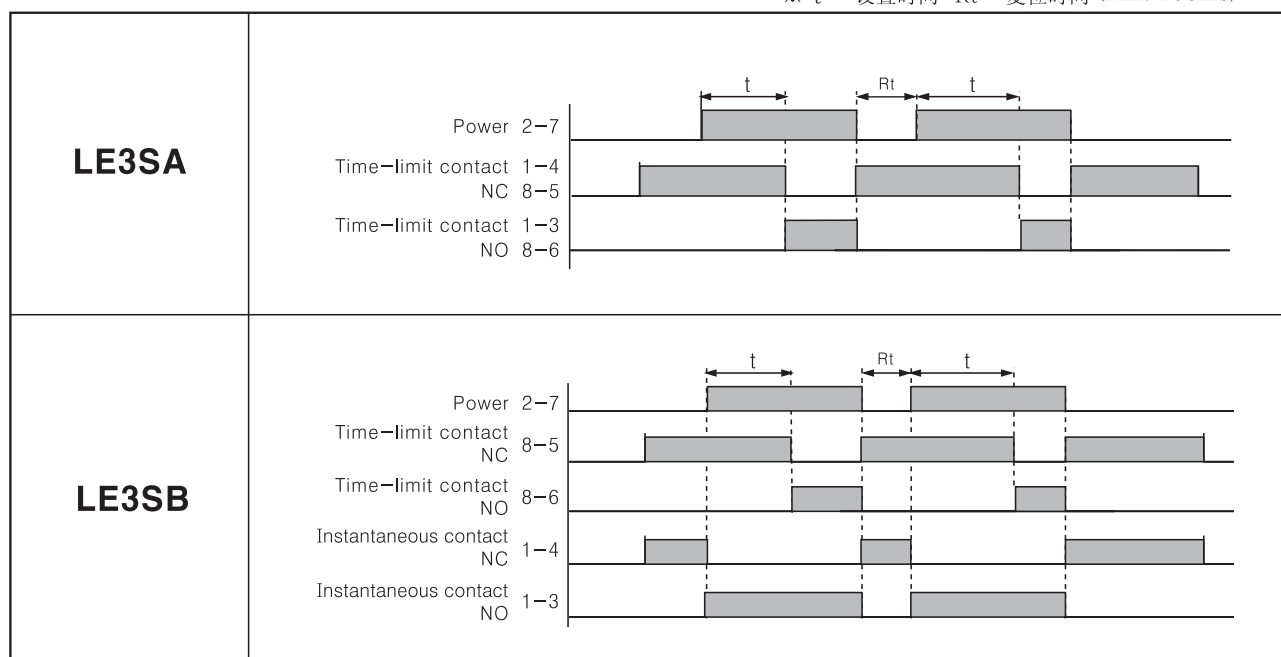 t Rt t
LE3SA
Power 2-7
Time-limit contact 1-4
NC 8-5
Time-limit contact 1-3
NO 8-6
t Rt t
LE3SB
Power 2-7
Time-limit contact
NC 8-5
Time-limit contact
NO 8-6
Instantaneous contact
NC 1-4
Instantaneous contact
NO 1-3